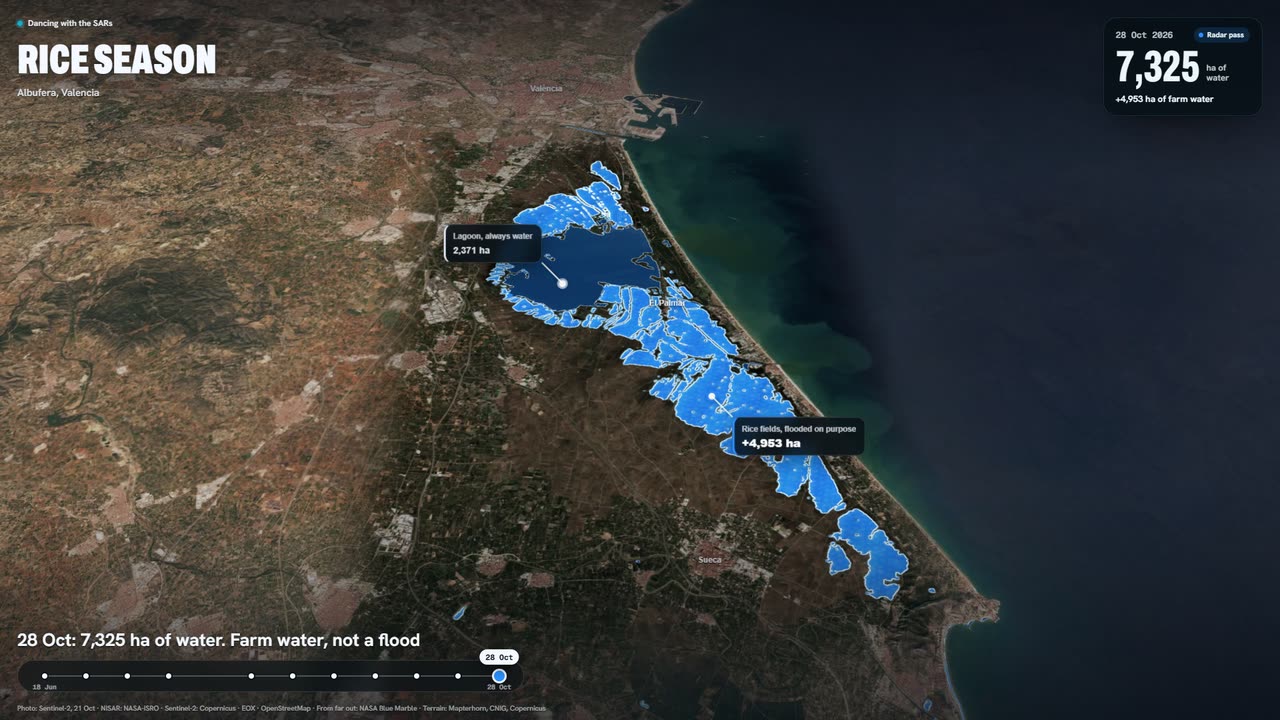 Dancing with the SARs
RICE SEASON
Albufera, Valencia
28 Oct 2026
Radar pass
7,325 ha of water
+4,953 ha of farm water
València
Lagoon, always water
2,371 ha
El Palmar
Rice fields, flooded on purpose
+4,953 ha
Sueca
28 Oct: 7,325 ha of water. Farm water, not a flood
28 Oct
18 Jun
28 Oct
Photo: Sentinel-2, 21 Oct · NISAR: NASA-ISRO · Sentinel-2: Copernicus · EOX · OpenStreetMap · From far out: NASA Blue Marble · Terrain: Mapterhorn, CNIG, Copernicus